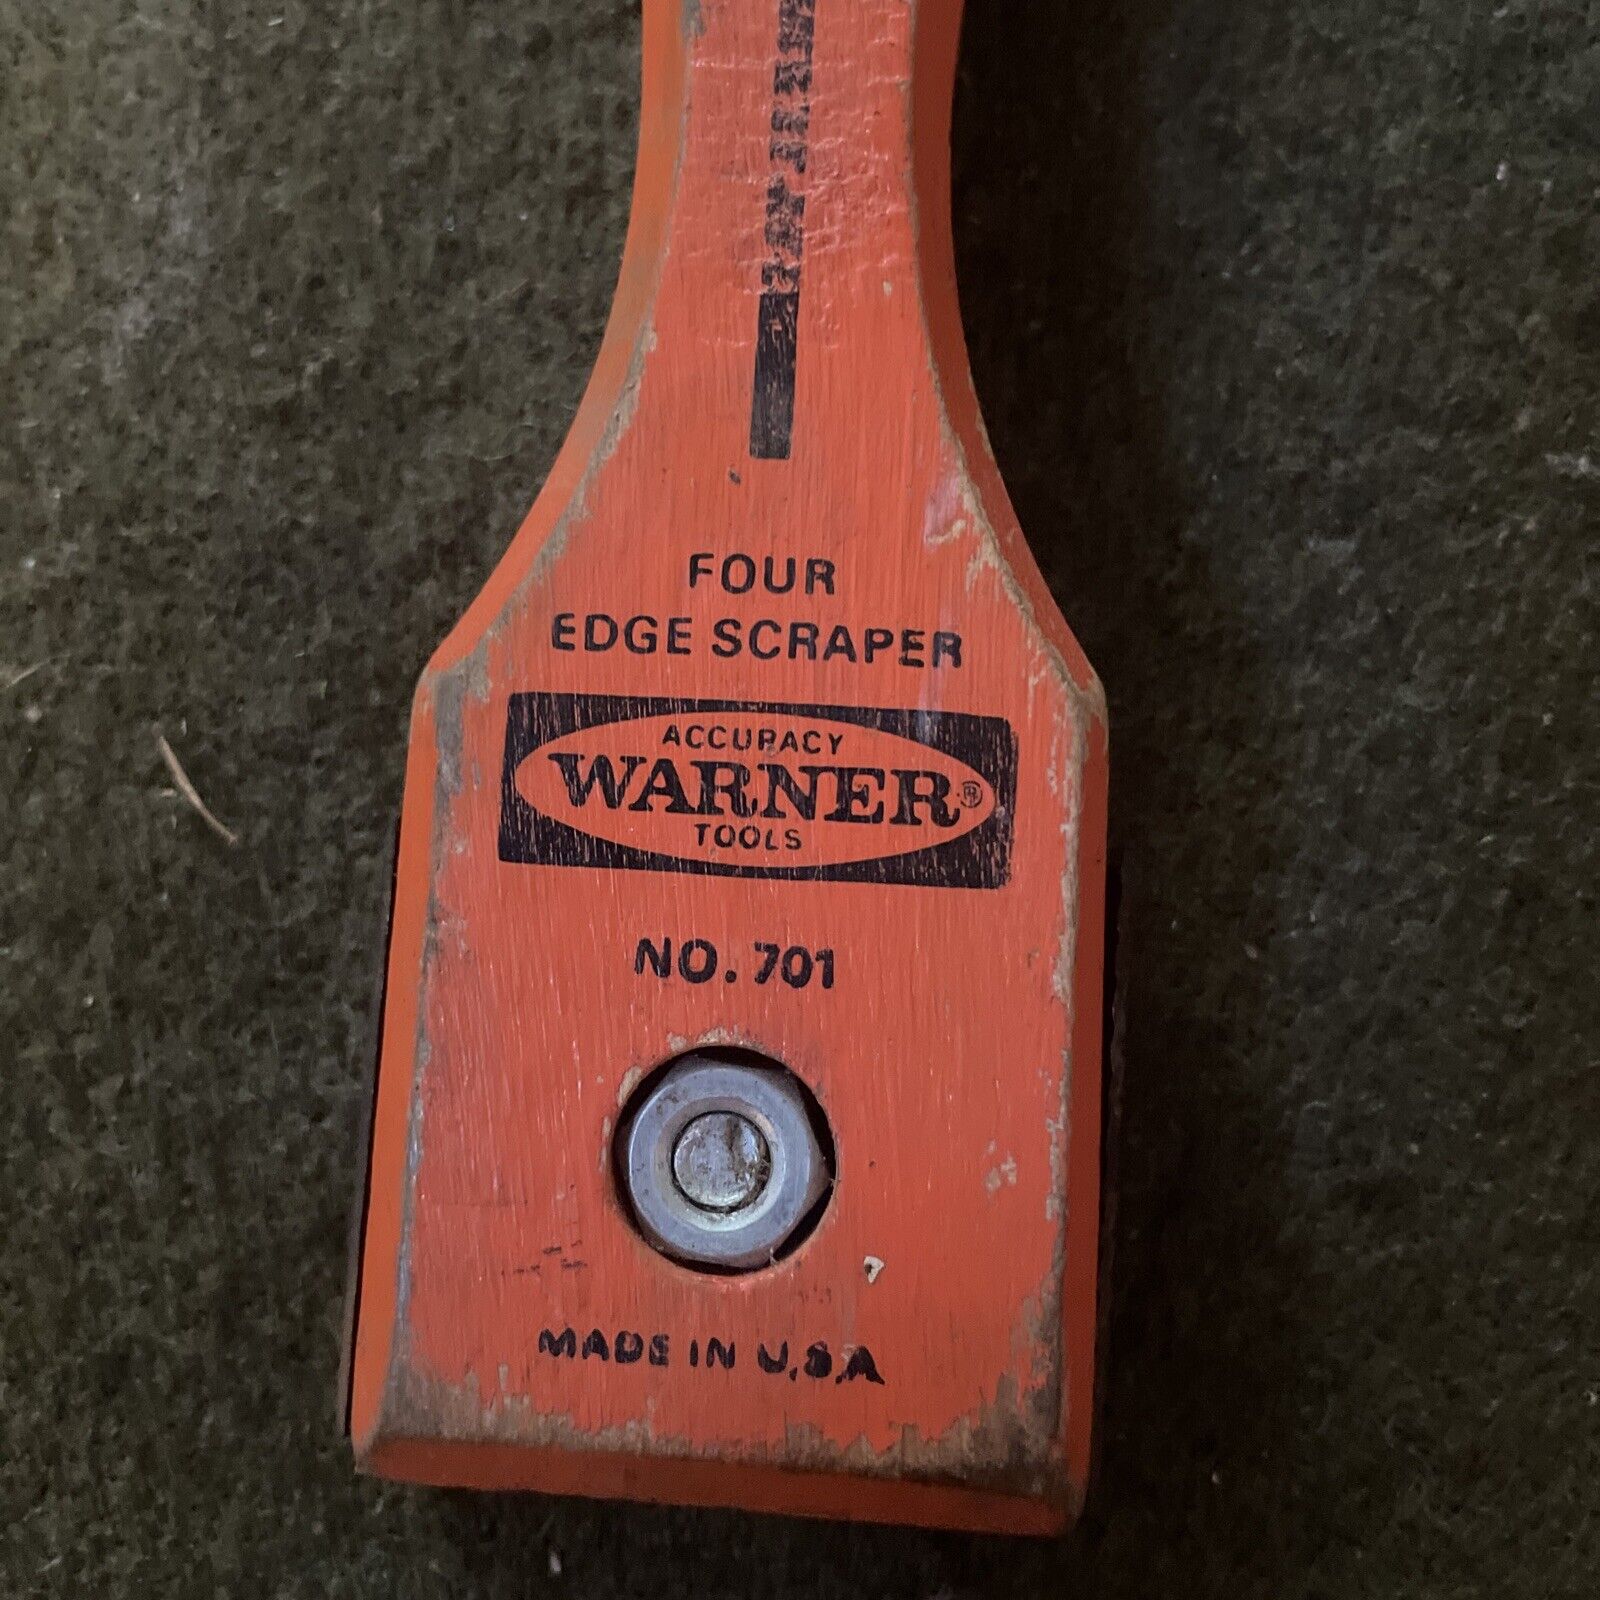 FOUR
EDGE SCRAPER
ACCURACY
WARNER®
TOOLS
NO. 701
MADE IN U.S.A